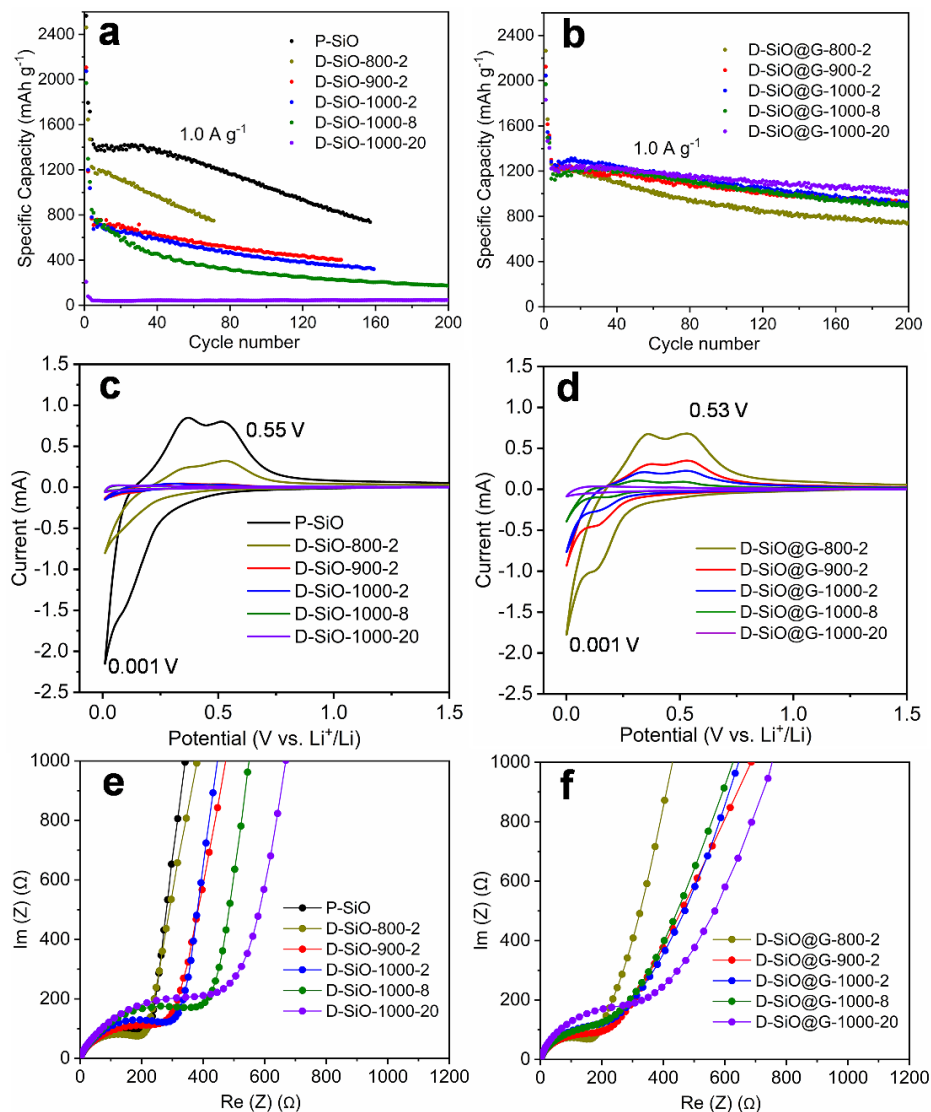 a
P-SiO
D-SiO-800-2
D-SiO-900-2
D-SiO-1000-2
D-SiO-1000-8
D-SiO-1000-20
1.0 A g⁻¹
2400
2000
1600
1200
800
400
0
Specific Capacity (mAh g⁻¹)
0 40 80 120 160 200
Cycle number
b
D-SiO@G-800-2
D-SiO@G-900-2
D-SiO@G-1000-2
D-SiO@G-1000-8
D-SiO@G-1000-20
1.0 A g⁻¹
2400
2000
1600
1200
800
400
0
Specific Capacity (mAh g⁻¹)
0 40 80 120 160 200
Cycle number
c
1.5
1.0
0.5
0.0
-0.5
-1.0
-1.5
-2.0
-2.5
Current (mA)
0.55 V
P-SiO
D-SiO-800-2
D-SiO-900-2
D-SiO-1000-2
D-SiO-1000-8
D-SiO-1000-20
0.001 V
0.0 0.5 1.0 1.5
Potential (V vs. Li⁺/Li)
d
1.5
1.0
0.5
0.0
-0.5
-1.0
-1.5
-2.0
-2.5
Current (mA)
0.53 V
D-SiO@G-800-2
D-SiO@G-900-2
D-SiO@G-1000-2
D-SiO@G-1000-8
D-SiO@G-1000-20
0.001 V
0.0 0.5 1.0 1.5
Potential (V vs. Li⁺/Li)
e
1000
800
600
400
200
0
Im (Z) (Ω)
P-SiO
D-SiO-800-2
D-SiO-900-2
D-SiO-1000-2
D-SiO-1000-8
D-SiO-1000-20
0 200 400 600 800 1000 1200
Re (Z) (Ω)
f
1000
800
600
400
200
0
Im (Z) (Ω)
D-SiO@G-800-2
D-SiO@G-900-2
D-SiO@G-1000-2
D-SiO@G-1000-8
D-SiO@G-1000-20
0 200 400 600 800 1000 1200
Re (Z) (Ω)